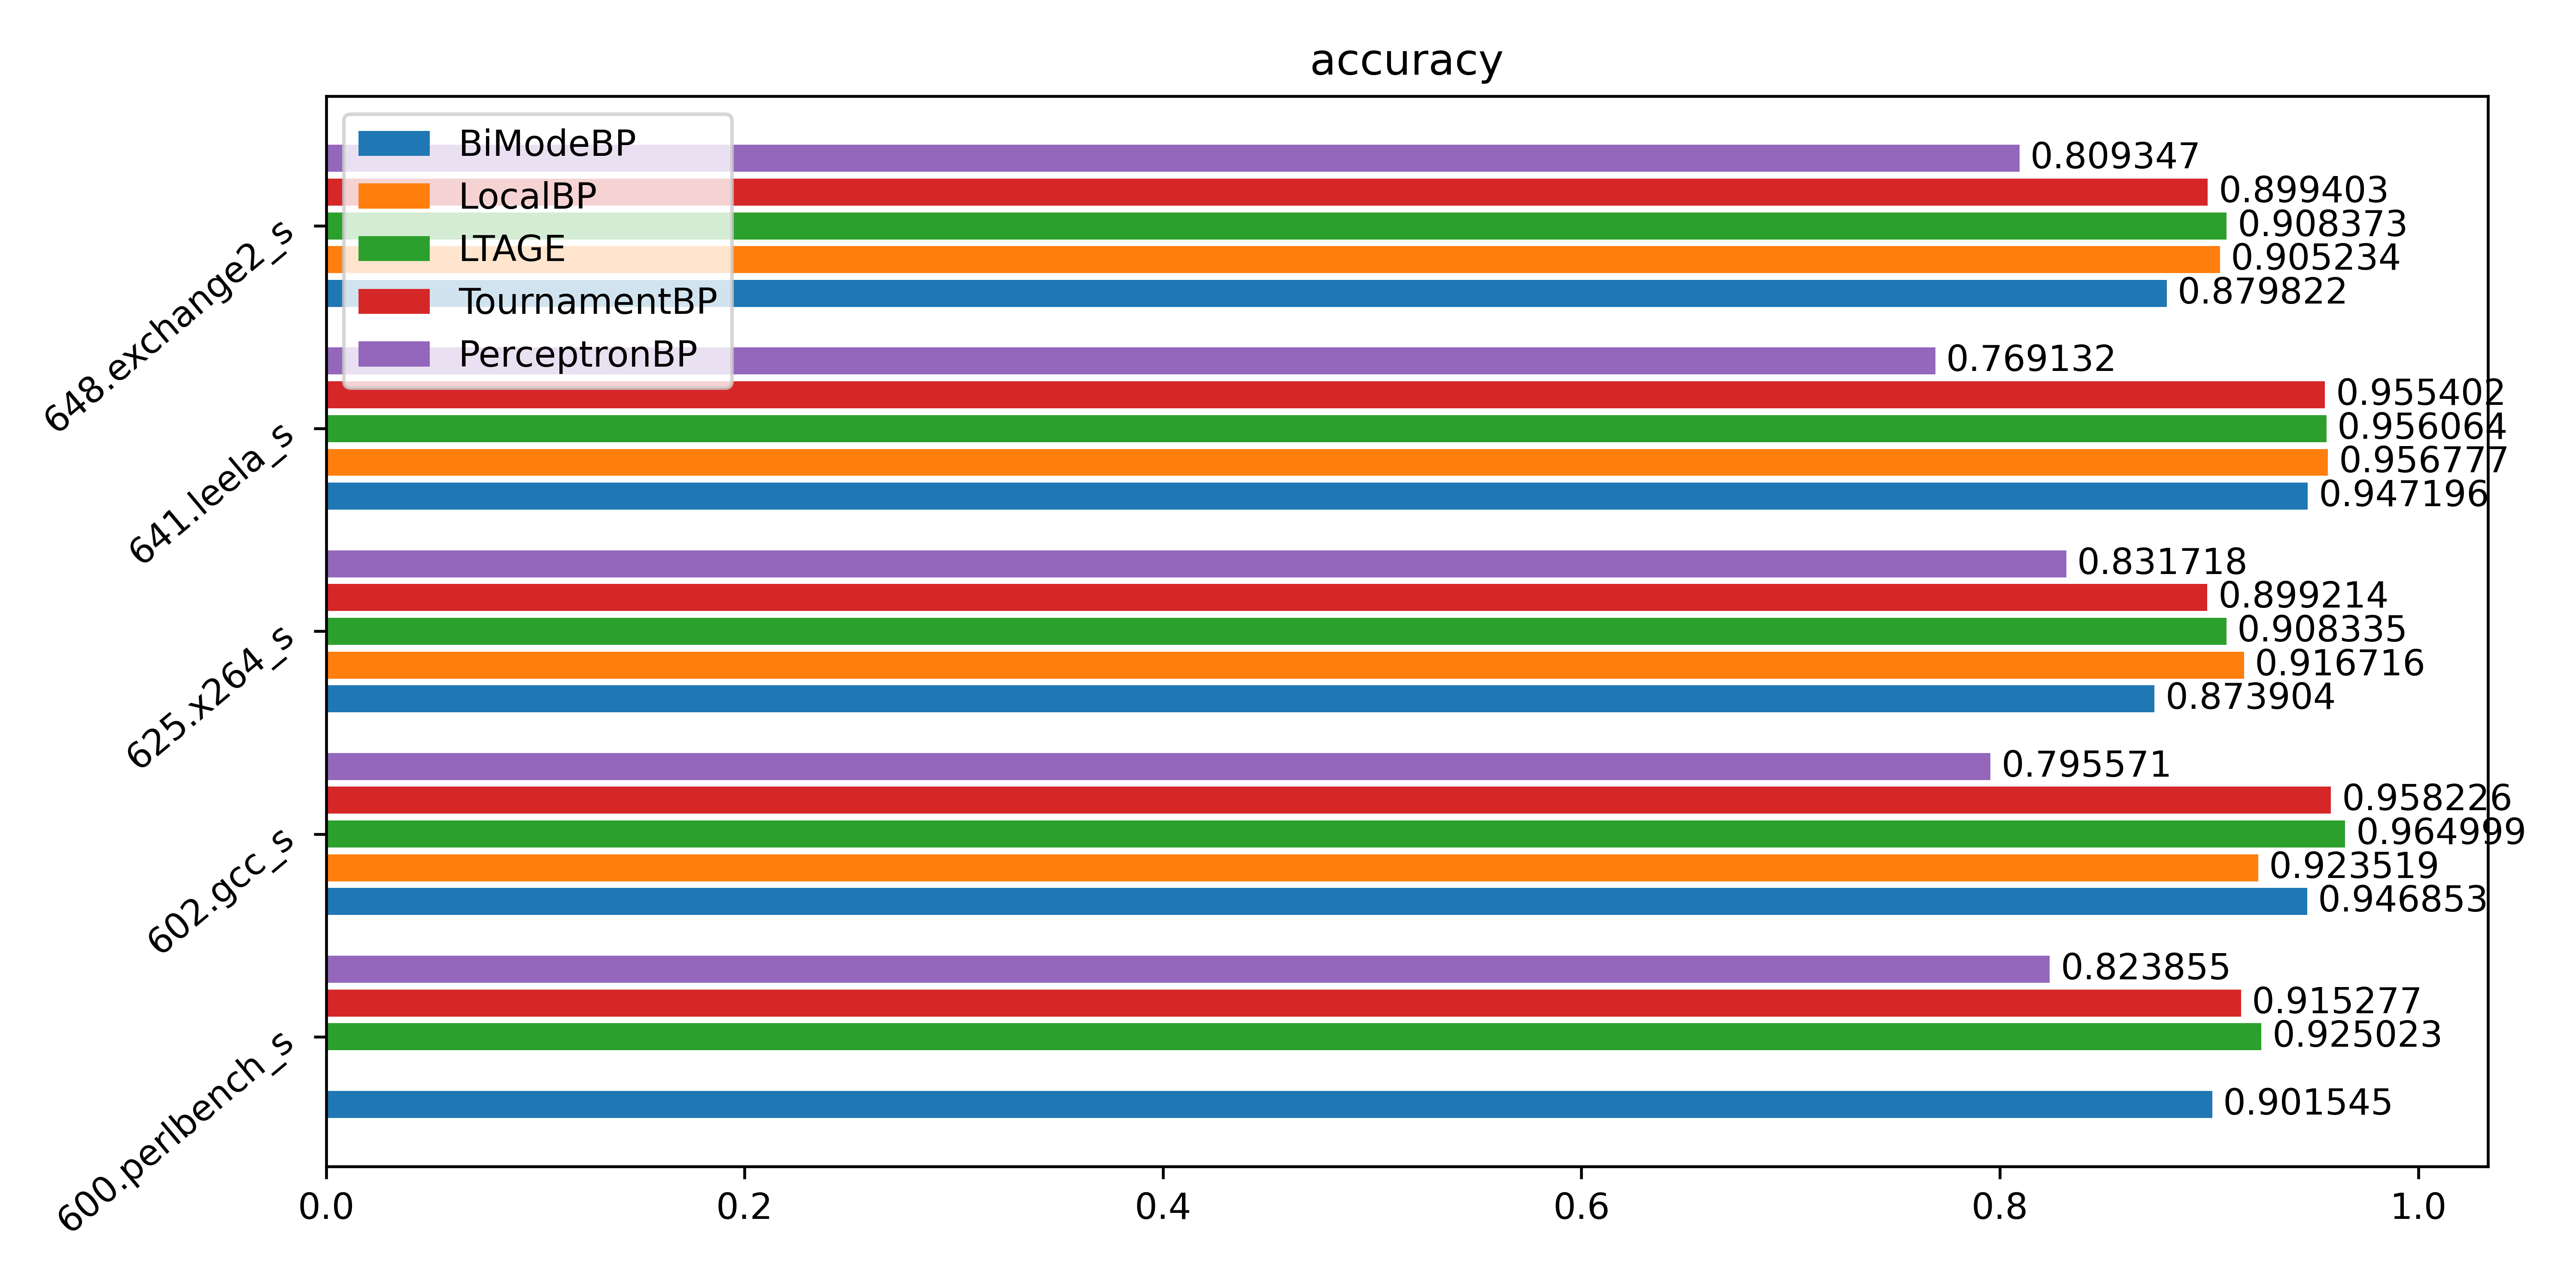 accuracy
BiModeBP
LocalBP
LTAGE
TournamentBP
PerceptronBP
648.exchange2_s
0.809347
0.899403
0.908373
0.905234
0.879822
641.leela_s
0.769132
0.955402
0.956064
0.956777
0.947196
625.x264_s
0.831718
0.899214
0.908335
0.916716
0.873904
602.gcc_s
0.795571
0.958226
0.964999
0.923519
0.946853
600.perlbench_s
0.823855
0.915277
0.925023
0.901545
0.0 0.2 0.4 0.6 0.8 1.0